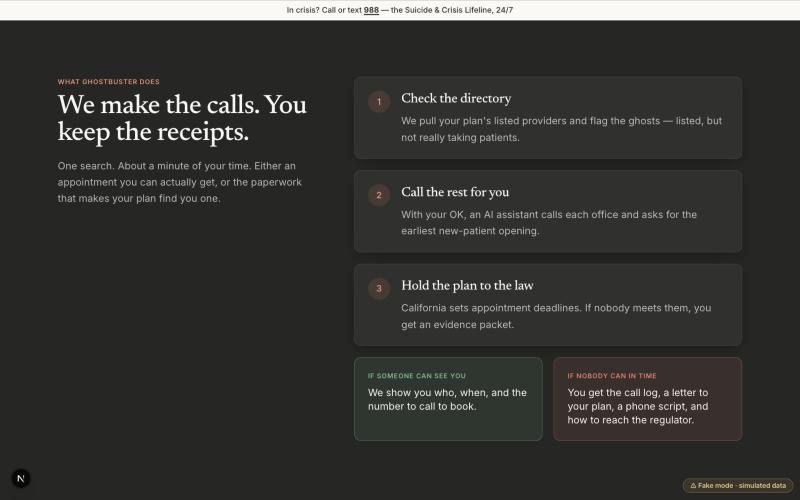 In crisis? Call or text 988 — the Suicide & Crisis Lifeline, 24/7
WHAT GHOSTBUSTER DOES
We make the calls. You
keep the receipts.
One search. About a minute of your time. Either an
appointment you can actually get, or the paperwork
that makes your plan find you one.
1
Check the directory
We pull your plan's listed providers and flag the ghosts — listed, but
not really taking patients.
2
Call the rest for you
With your OK, an AI assistant calls each office and asks for the
earliest new-patient opening.
3
Hold the plan to the law
California sets appointment deadlines. If nobody meets them, you
get an evidence packet.
IF SOMEONE CAN SEE YOU
We show you who, when, and the
number to call to book.
IF NOBODY CAN IN TIME
You get the call log, a letter to
your plan, a phone script, and
how to reach the regulator.
N
⚠ Fake mode · simulated data